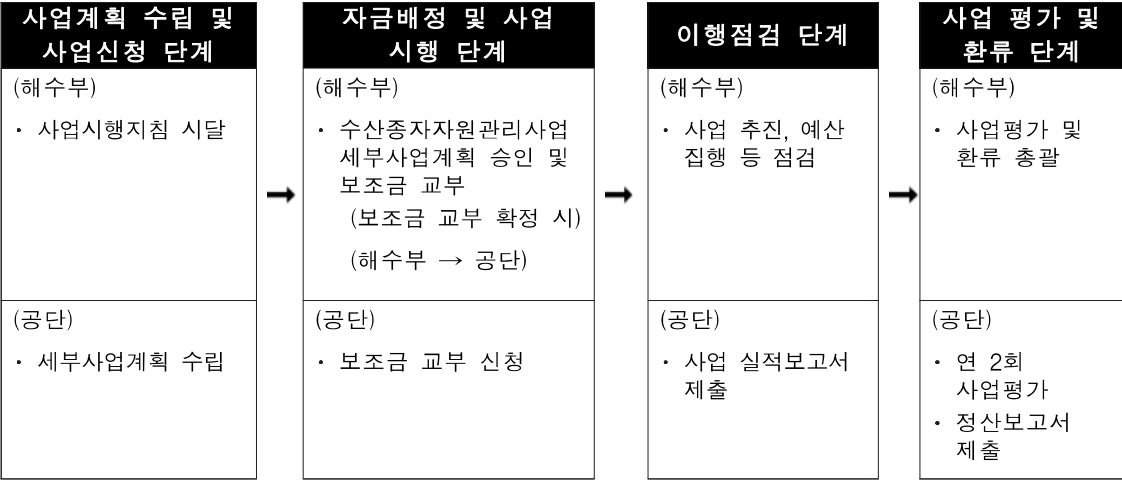 사업계획 수립 및
사업신청 단계
(해수부)
· 사업시행지침 시달
(공단)
· 세부사업계획 수립
→
자금배정 및 사업
시행 단계
(해수부)
· 수산종자자원관리사업
세부사업계획 승인 및
보조금 교부
(보조금 교부 확정 시)
(해수부 → 공단)
(공단)
· 보조금 교부 신청
→
이행점검 단계
(해수부)
· 사업 추진, 예산
집행 등 점검
(공단)
· 사업 실적보고서
제출
→
사업 평가 및
환류 단계
(해수부)
· 사업평가 및
환류 총괄
(공단)
· 연 2회
사업평가
· 정산보고서
제출